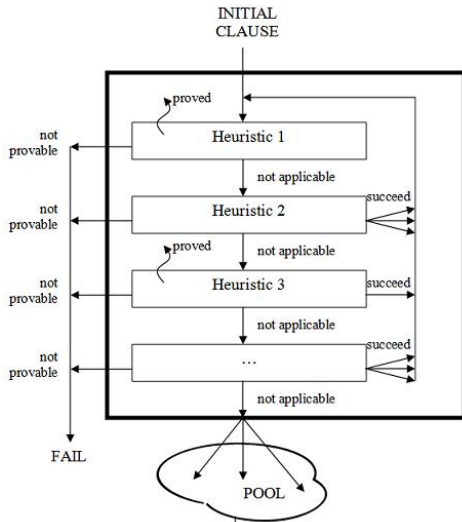 INITIAL
CLAUSE
proved
not
provable
Heuristic 1
not applicable
succeed
not
provable
Heuristic 2
proved
not applicable
not
provable
Heuristic 3
succeed
not applicable
succeed
not
provable
...
not applicable
FAIL
POOL